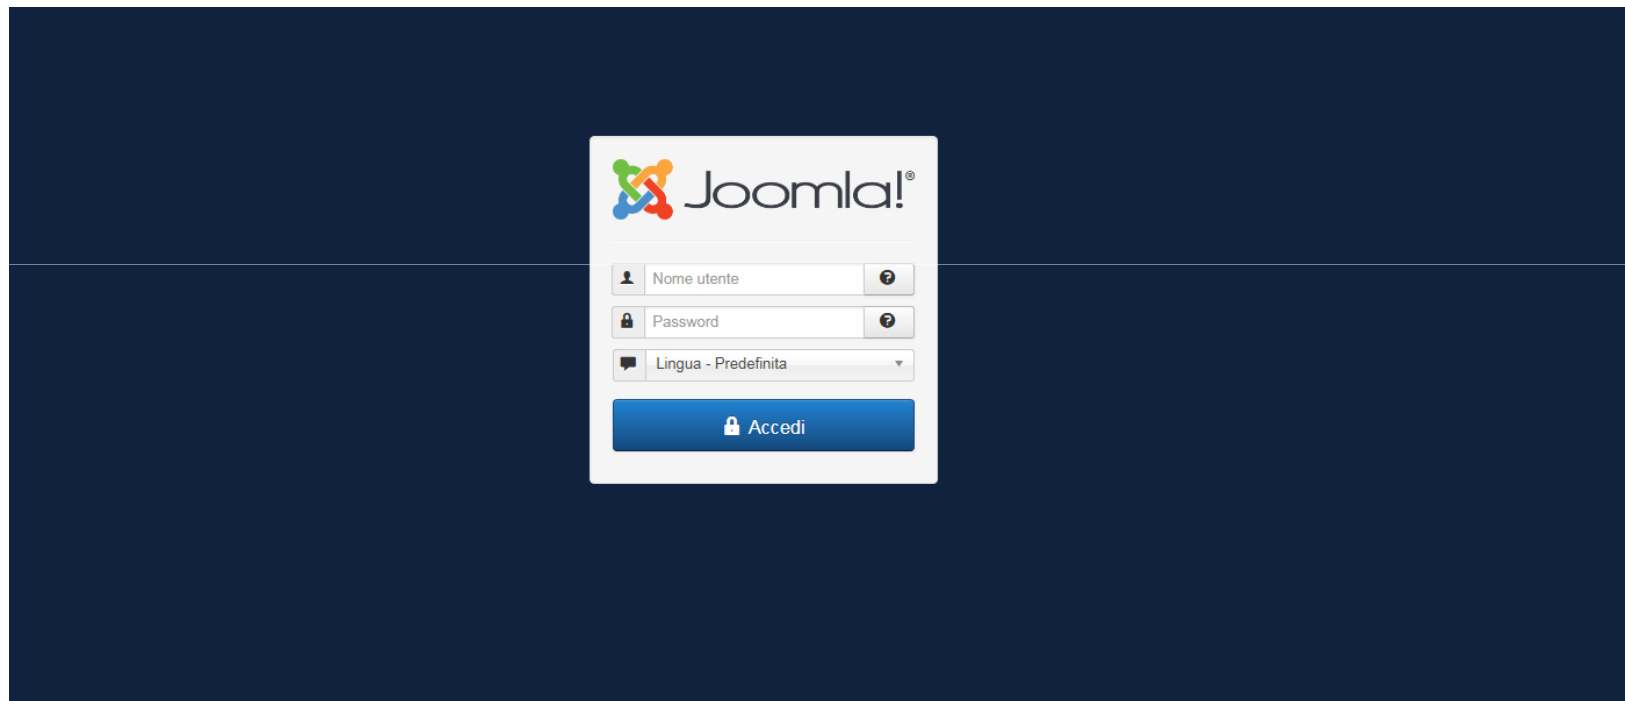 Joomla!®
Nome utente
Password
Lingua - Predefinita
Accedi